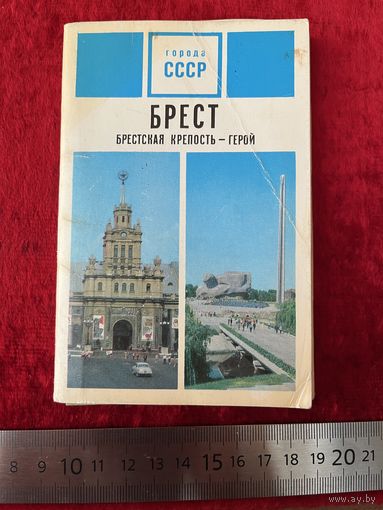 города
СССР
БРЕСТ
БРЕСТСКАЯ КРЕПОСТЬ – ГЕРОЙ
8 9 10 11 12 13 14 15 16 17 18 19 20 21
www.ay.by